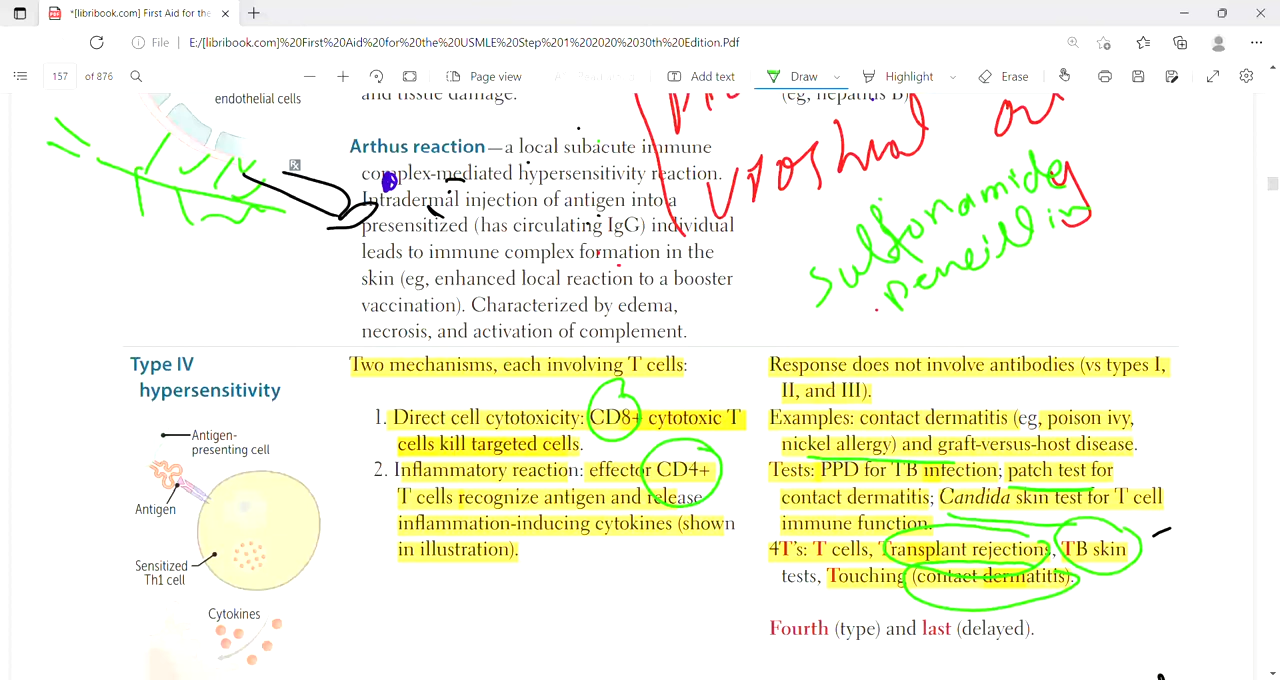 *[libribook.com] First Aid for the
File
E:/[libribook.com]%20First%20Aid%20for%20the%20USMLE%20Step%201%202020%2030th%20Edition.Pdf
157 of 876
Page view
Add text
Draw
Highlight
Erase
endothelial cells
and tissue damage.
(eg, hepatitis B)
Arthus reaction—a local subacute immune
complex-mediated hypersensitivity reaction.
Intradermal injection of antigen into a
presensitized (has circulating IgG) individual
leads to immune complex formation in the
skin (eg, enhanced local reaction to a booster
vaccination). Characterized by edema,
necrosis, and activation of complement.
sulfonamide
Type IV
hypersensitivity
Antigen-
presenting cell
Antigen
Sensitized
Th1 cell
Cytokines
Two mechanisms, each involving T cells:
1. Direct cell cytotoxicity: CD8+ cytotoxic T
cells kill targeted cells.
2. Inflammatory reaction: effector CD4+
T cells recognize antigen and release
inflammation-inducing cytokines (shown
in illustration).
Response does not involve antibodies (vs types I,
II, and III).
Examples: contact dermatitis (eg, poison ivy,
nickel allergy) and graft-versus-host disease.
Tests: PPD for TB infection; patch test for
contact dermatitis; Candida skin test for T cell
immune function.
4T's: T cells, Transplant rejections, TB skin
tests, Touching (contact dermatitis).
Fourth (type) and last (delayed).